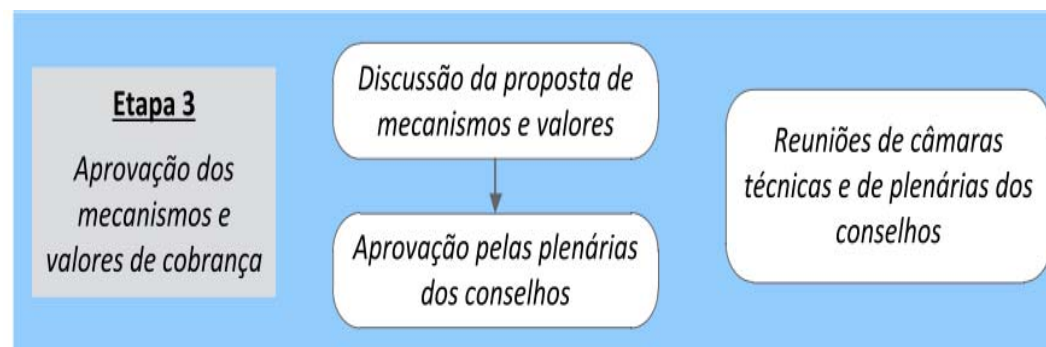 Etapa 3
Aprovação dos
mecanismos e
valores de cobrança
Discussão da proposta de
mecanismos e valores
Aprovação pelas plenárias
dos conselhos
Reuniões de câmaras
técnicas e de plenárias dos
conselhos